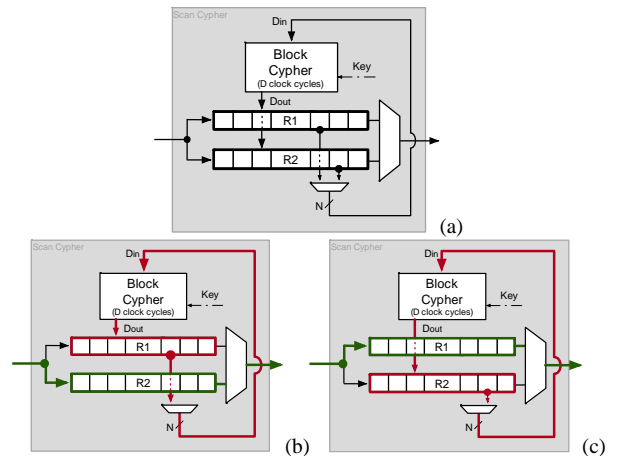 Scan Cypher
Din
Block
Cypher
(D clock cycles)
Key
Dout
R1
R2
N
(a)
Scan Cypher
Din
Block
Cypher
(D clock cycles)
Key
Dout
R1
R2
N
(b)
Scan Cypher
Din
Block
Cypher
(D clock cycles)
Key
Dout
R1
R2
N
(c)